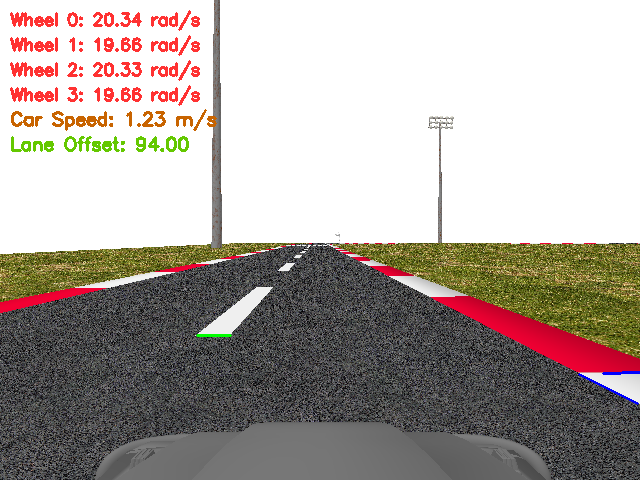 Wheel 0: 20.34 rad/s
Wheel 1: 19.66 rad/s
Wheel 2: 20.33 rad/s
Wheel 3: 19.66 rad/s
Car Speed: 1.23 m/s
Lane Offset: 94.00